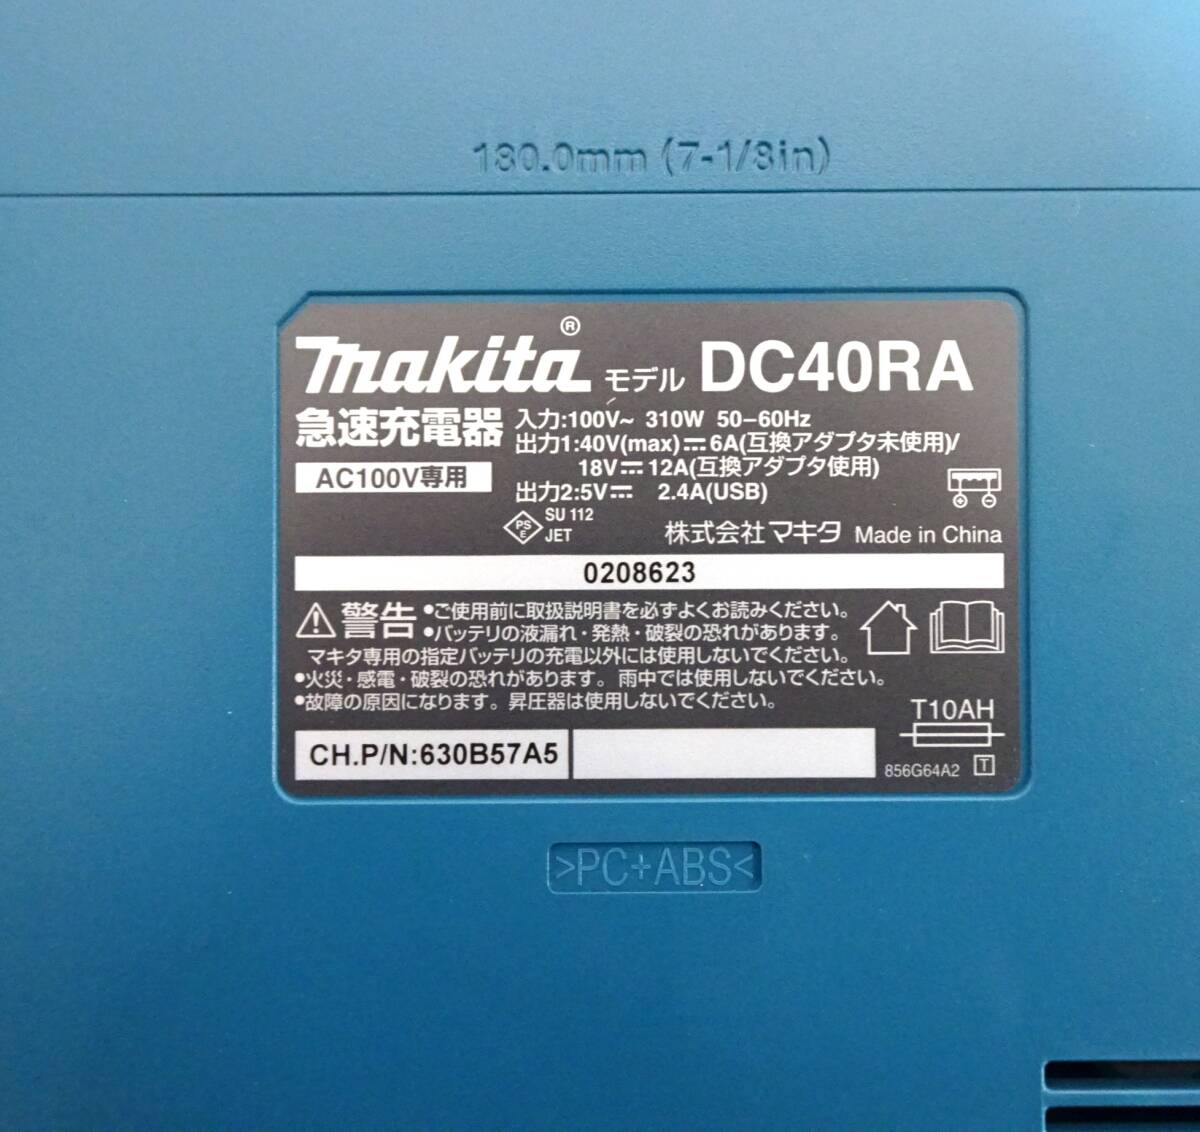 180.0mm (7-1/8in)
makita® モデル DC40RA
急速充電器
AC100V専用
入力:100V~ 310W 50-60Hz
出力1:40V(max)⎓6A(互換アダプタ未使用)/
18V⎓12A(互換アダプタ使用)
出力2:5V⎓ 2.4A(USB)
PS E SU 112
JET
株式会社マキタ Made in China
0208623
警告 •ご使用前に取扱説明書を必ずよくお読みください。
•バッテリの液漏れ・発熱・破裂の恐れがあります。
マキタ専用の指定バッテリの充電以外には使用しないでください。
•火災・感電・破裂の恐れがあります。雨中では使用しないでください。
•故障の原因になります。昇圧器は使用しないでください。
T10AH
CH.P/N:630B57A5
856G64A2 T
>PC+ABS<